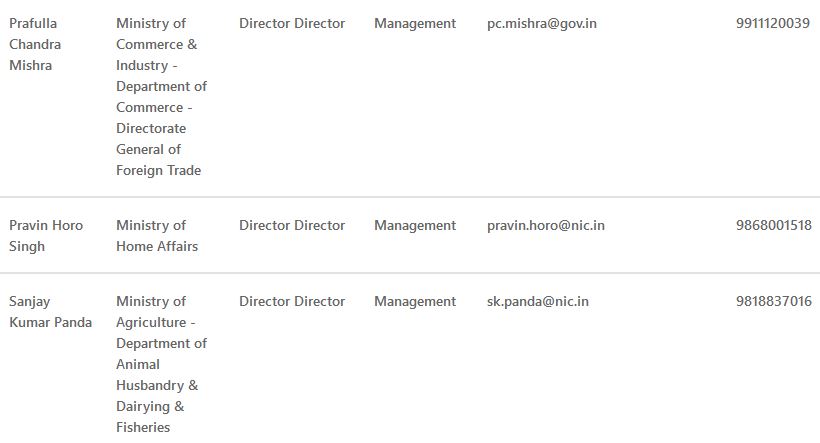 Prafulla Chandra Mishra
Ministry of Commerce & Industry - Department of Commerce - Directorate General of Foreign Trade
Director Director
Management
pc.mishra@gov.in
9911120039
Pravin Horo Singh
Ministry of Home Affairs
Director Director
Management
pravin.horo@nic.in
9868001518
Sanjay Kumar Panda
Ministry of Agriculture - Department of Animal Husbandry & Dairying & Fisheries
Director Director
Management
sk.panda@nic.in
9818837016